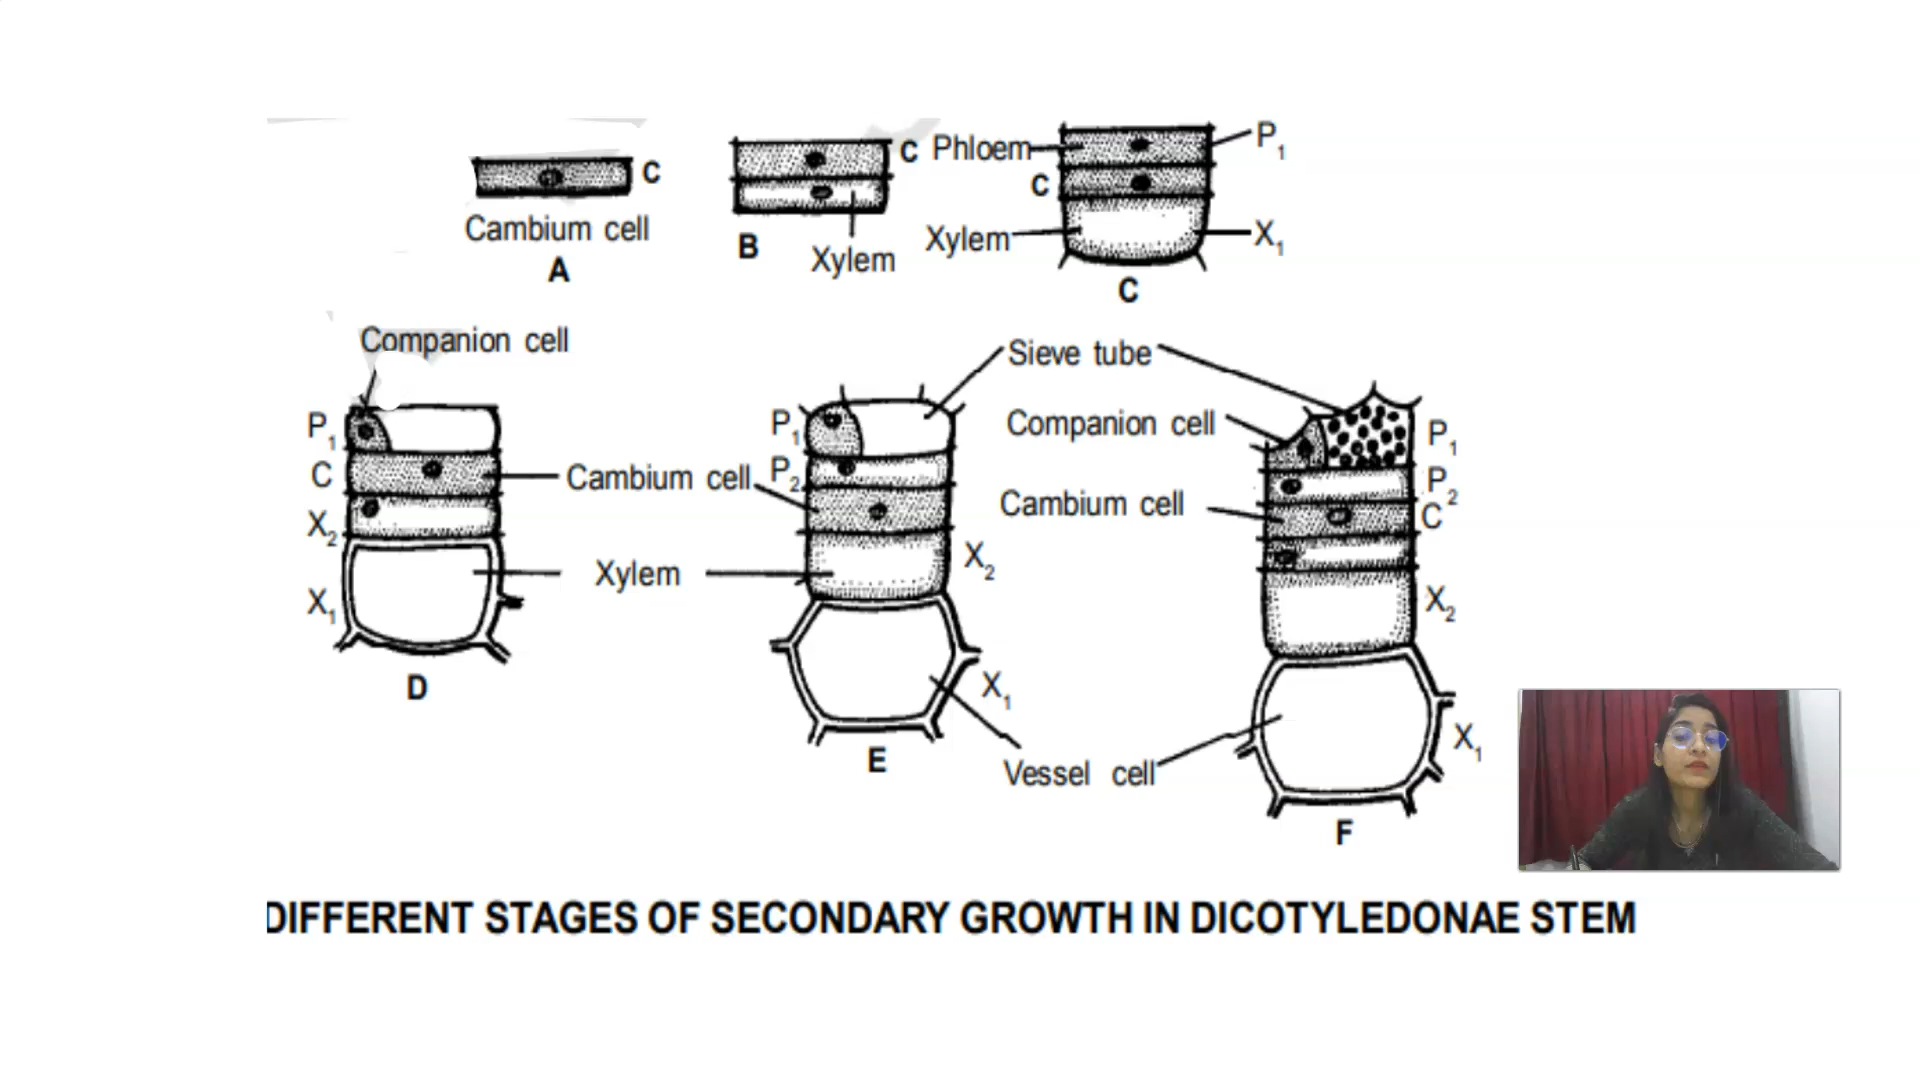 C
Cambium cell
A
C
B
Xylem
Phloem
P1
C
Xylem
X1
C
Companion cell
P1
C
X2
X1
D
Cambium cell
Xylem
P1
P2
X2
X1
E
Sieve tube
Companion cell
Cambium cell
Vessel cell
P1
P2
C
X2
X1
F
DIFFERENT STAGES OF SECONDARY GROWTH IN DICOTYLEDONAE STEM